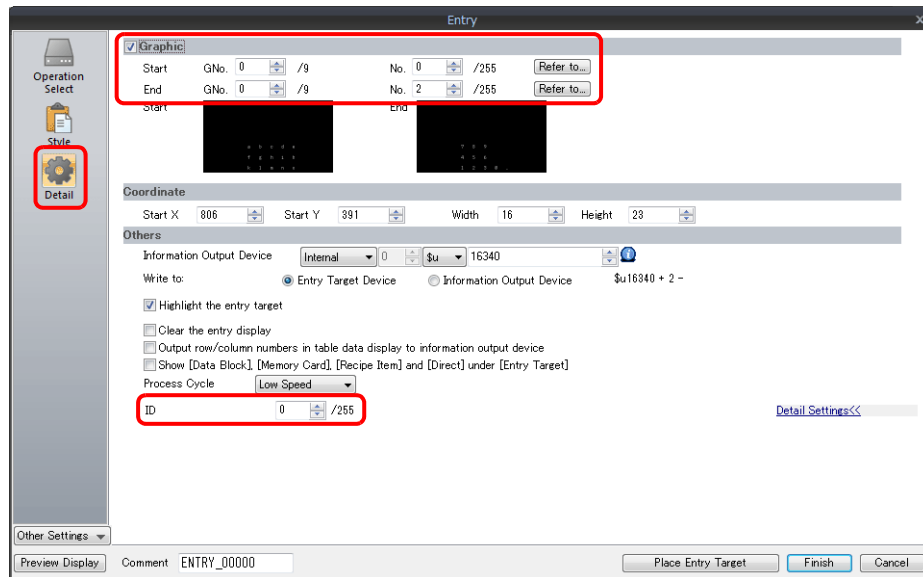 Entry
Operation
Select
Style
Detail
Graphic
Start GNo. 0 /9 No. 0 /255 Refer to...
End GNo. 0 /9 No. 2 /255 Refer to...
Start End
Coordinate
Start X 806 Start Y 391 Width 16 Height 23
Others
Information Output Device Internal 0 $u 16340
Write to: Entry Target Device Information Output Device $u16340 + 2 -
Highlight the entry target
Clear the entry display
Output row/column numbers in table data display to information output device
Show [Data Block], [Memory Card], [Recipe Item] and [Direct] under [Entry Target]
Process Cycle Low Speed
ID 0 /255
Detail Settings<<
Other Settings
Preview Display Comment ENTRY_00000 Place Entry Target Finish Cancel